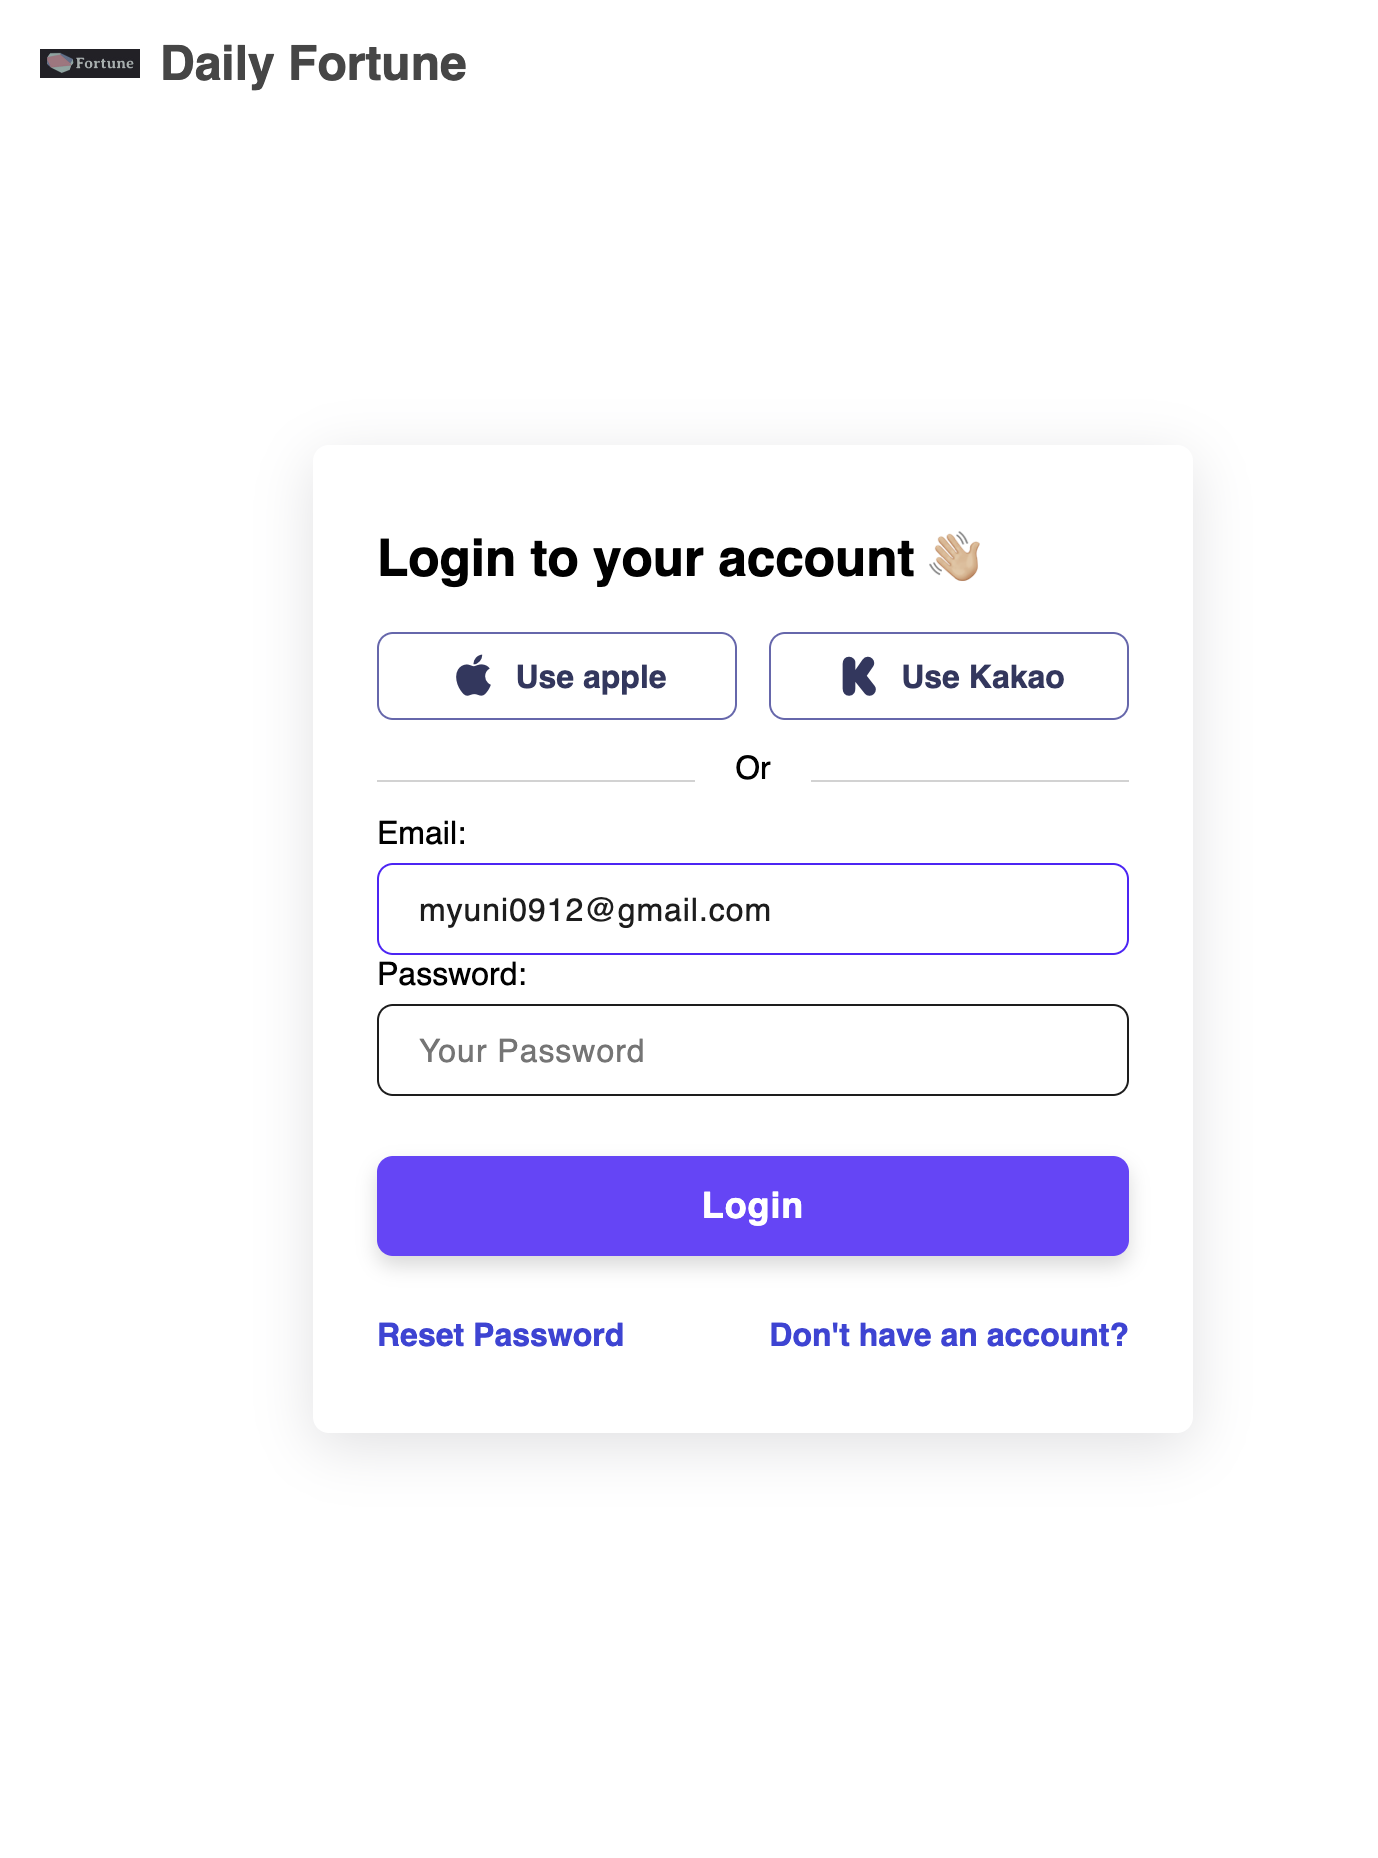 Fortune Daily Fortune
Login to your account 👋🏼
Use apple Use Kakao
Or
Email:
myuni0912@gmail.com
Password:
Your Password
Login
Reset Password Don't have an account?